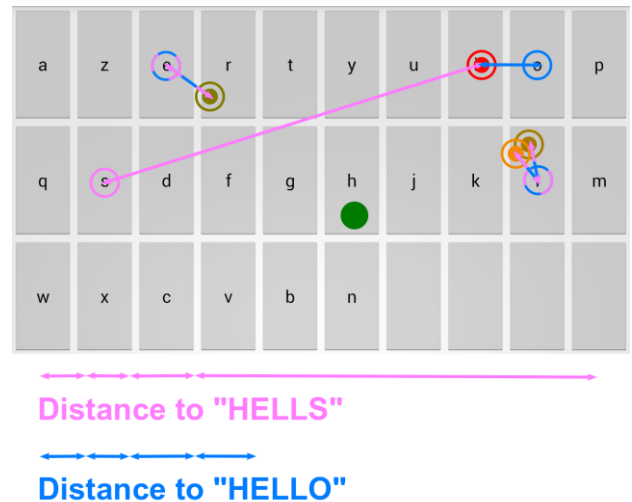 a z e r t y u o p
q s d f g h j k l m
w x c v b n
Distance to "HELLS"
Distance to "HELLO"